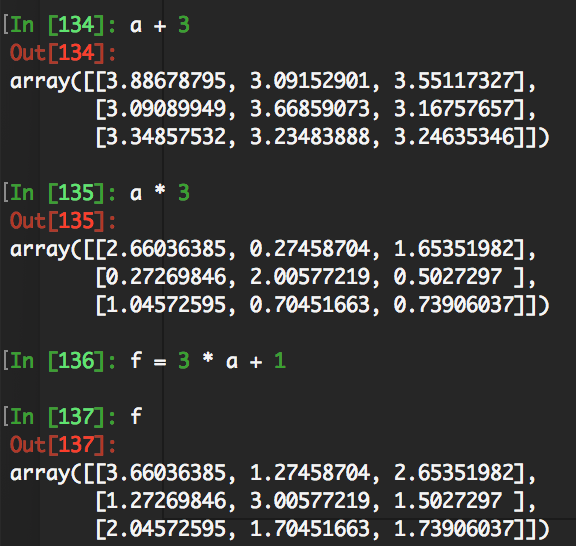 [In [134]: a + 3
Out[134]:
array([[3.88678795, 3.09152901, 3.55117327],
       [3.09089949, 3.66859073, 3.16757657],
       [3.34857532, 3.23483888, 3.24635346]])
[In [135]: a * 3
Out[135]:
array([[2.66036385, 0.27458704, 1.65351982],
       [0.27269846, 2.00577219, 0.5027297 ],
       [1.04572595, 0.70451663, 0.73906037]])
[In [136]: f = 3 * a + 1
[In [137]: f
Out[137]:
array([[3.66036385, 1.27458704, 2.65351982],
       [1.27269846, 3.00577219, 1.5027297 ],
       [2.04572595, 1.70451663, 1.73906037]])